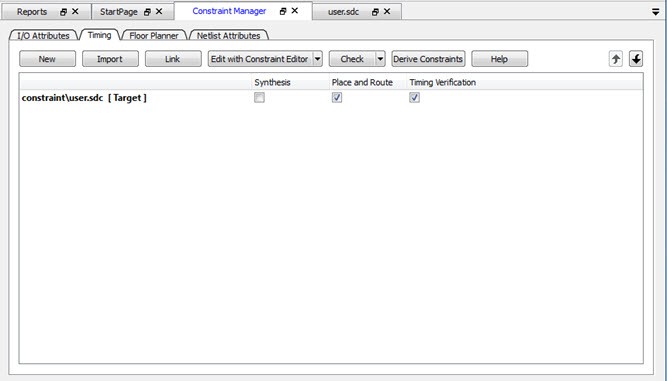 Reports StartPage Constraint Manager user.sdc
I/O Attributes Timing Floor Planner Netlist Attributes
New Import Link Edit with Constraint Editor Check Derive Constraints Help
Synthesis Place and Route Timing Verification
constraint\user.sdc [ Target ]